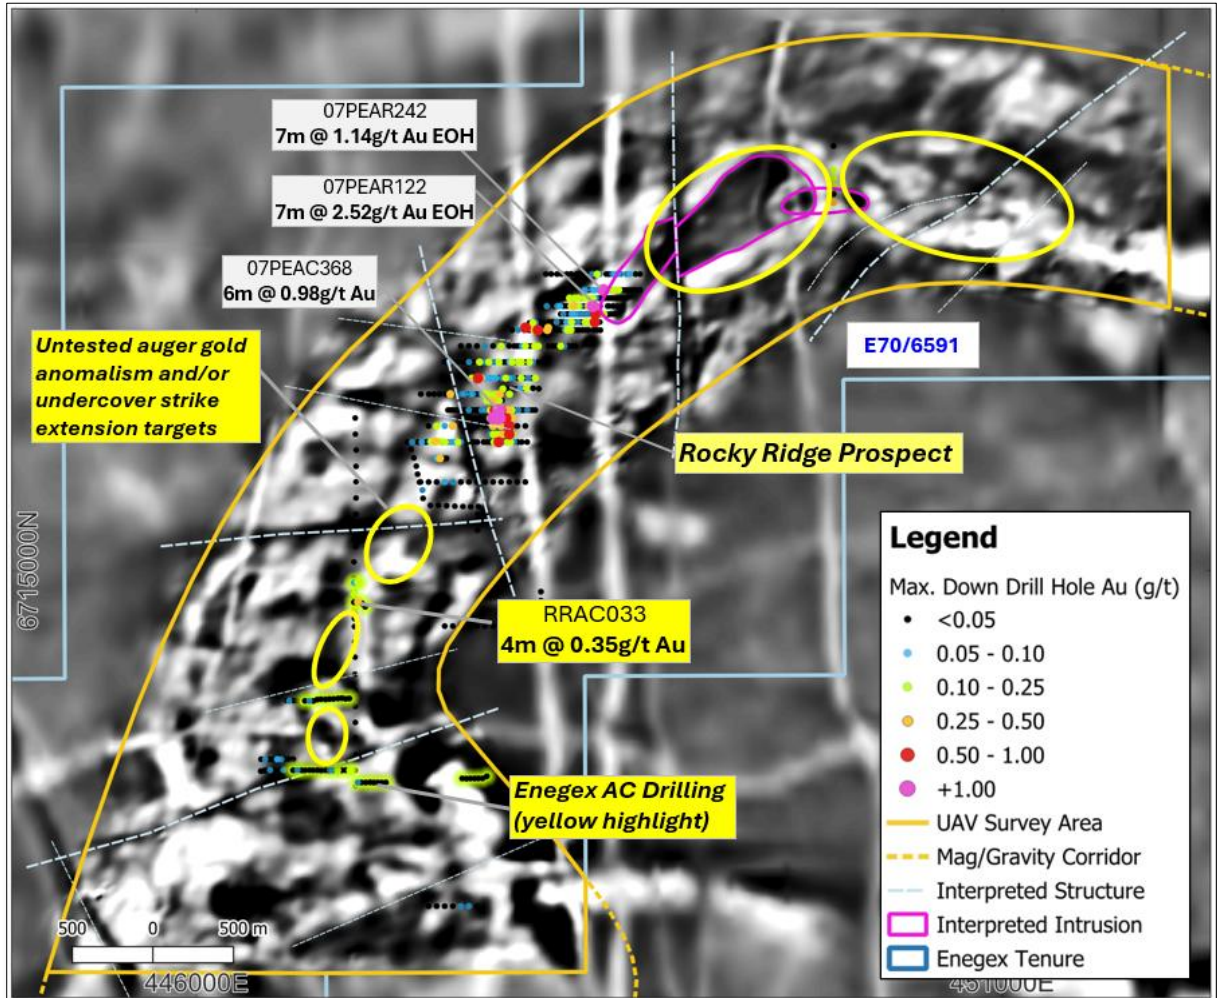 07PEAR242
7m @ 1.14g/t Au EOH
07PEAR122
7m @ 2.52g/t Au EOH
07PEAC368
6m @ 0.98g/t Au
Untested auger gold
anomalism and/or
undercover strike
extension targets
E70/6591
Rocky Ridge Prospect
6715000N
RRAC033
4m @ 0.35g/t Au
Enegex AC Drilling
(yellow highlight)
Legend
Max. Down Drill Hole Au (g/t)
<0.05
0.05 - 0.10
0.10 - 0.25
0.25 - 0.50
0.50 - 1.00
+1.00
UAV Survey Area
Mag/Gravity Corridor
Interpreted Structure
Interpreted Intrusion
Enegex Tenure
500 0 500 m
446000E
451000E